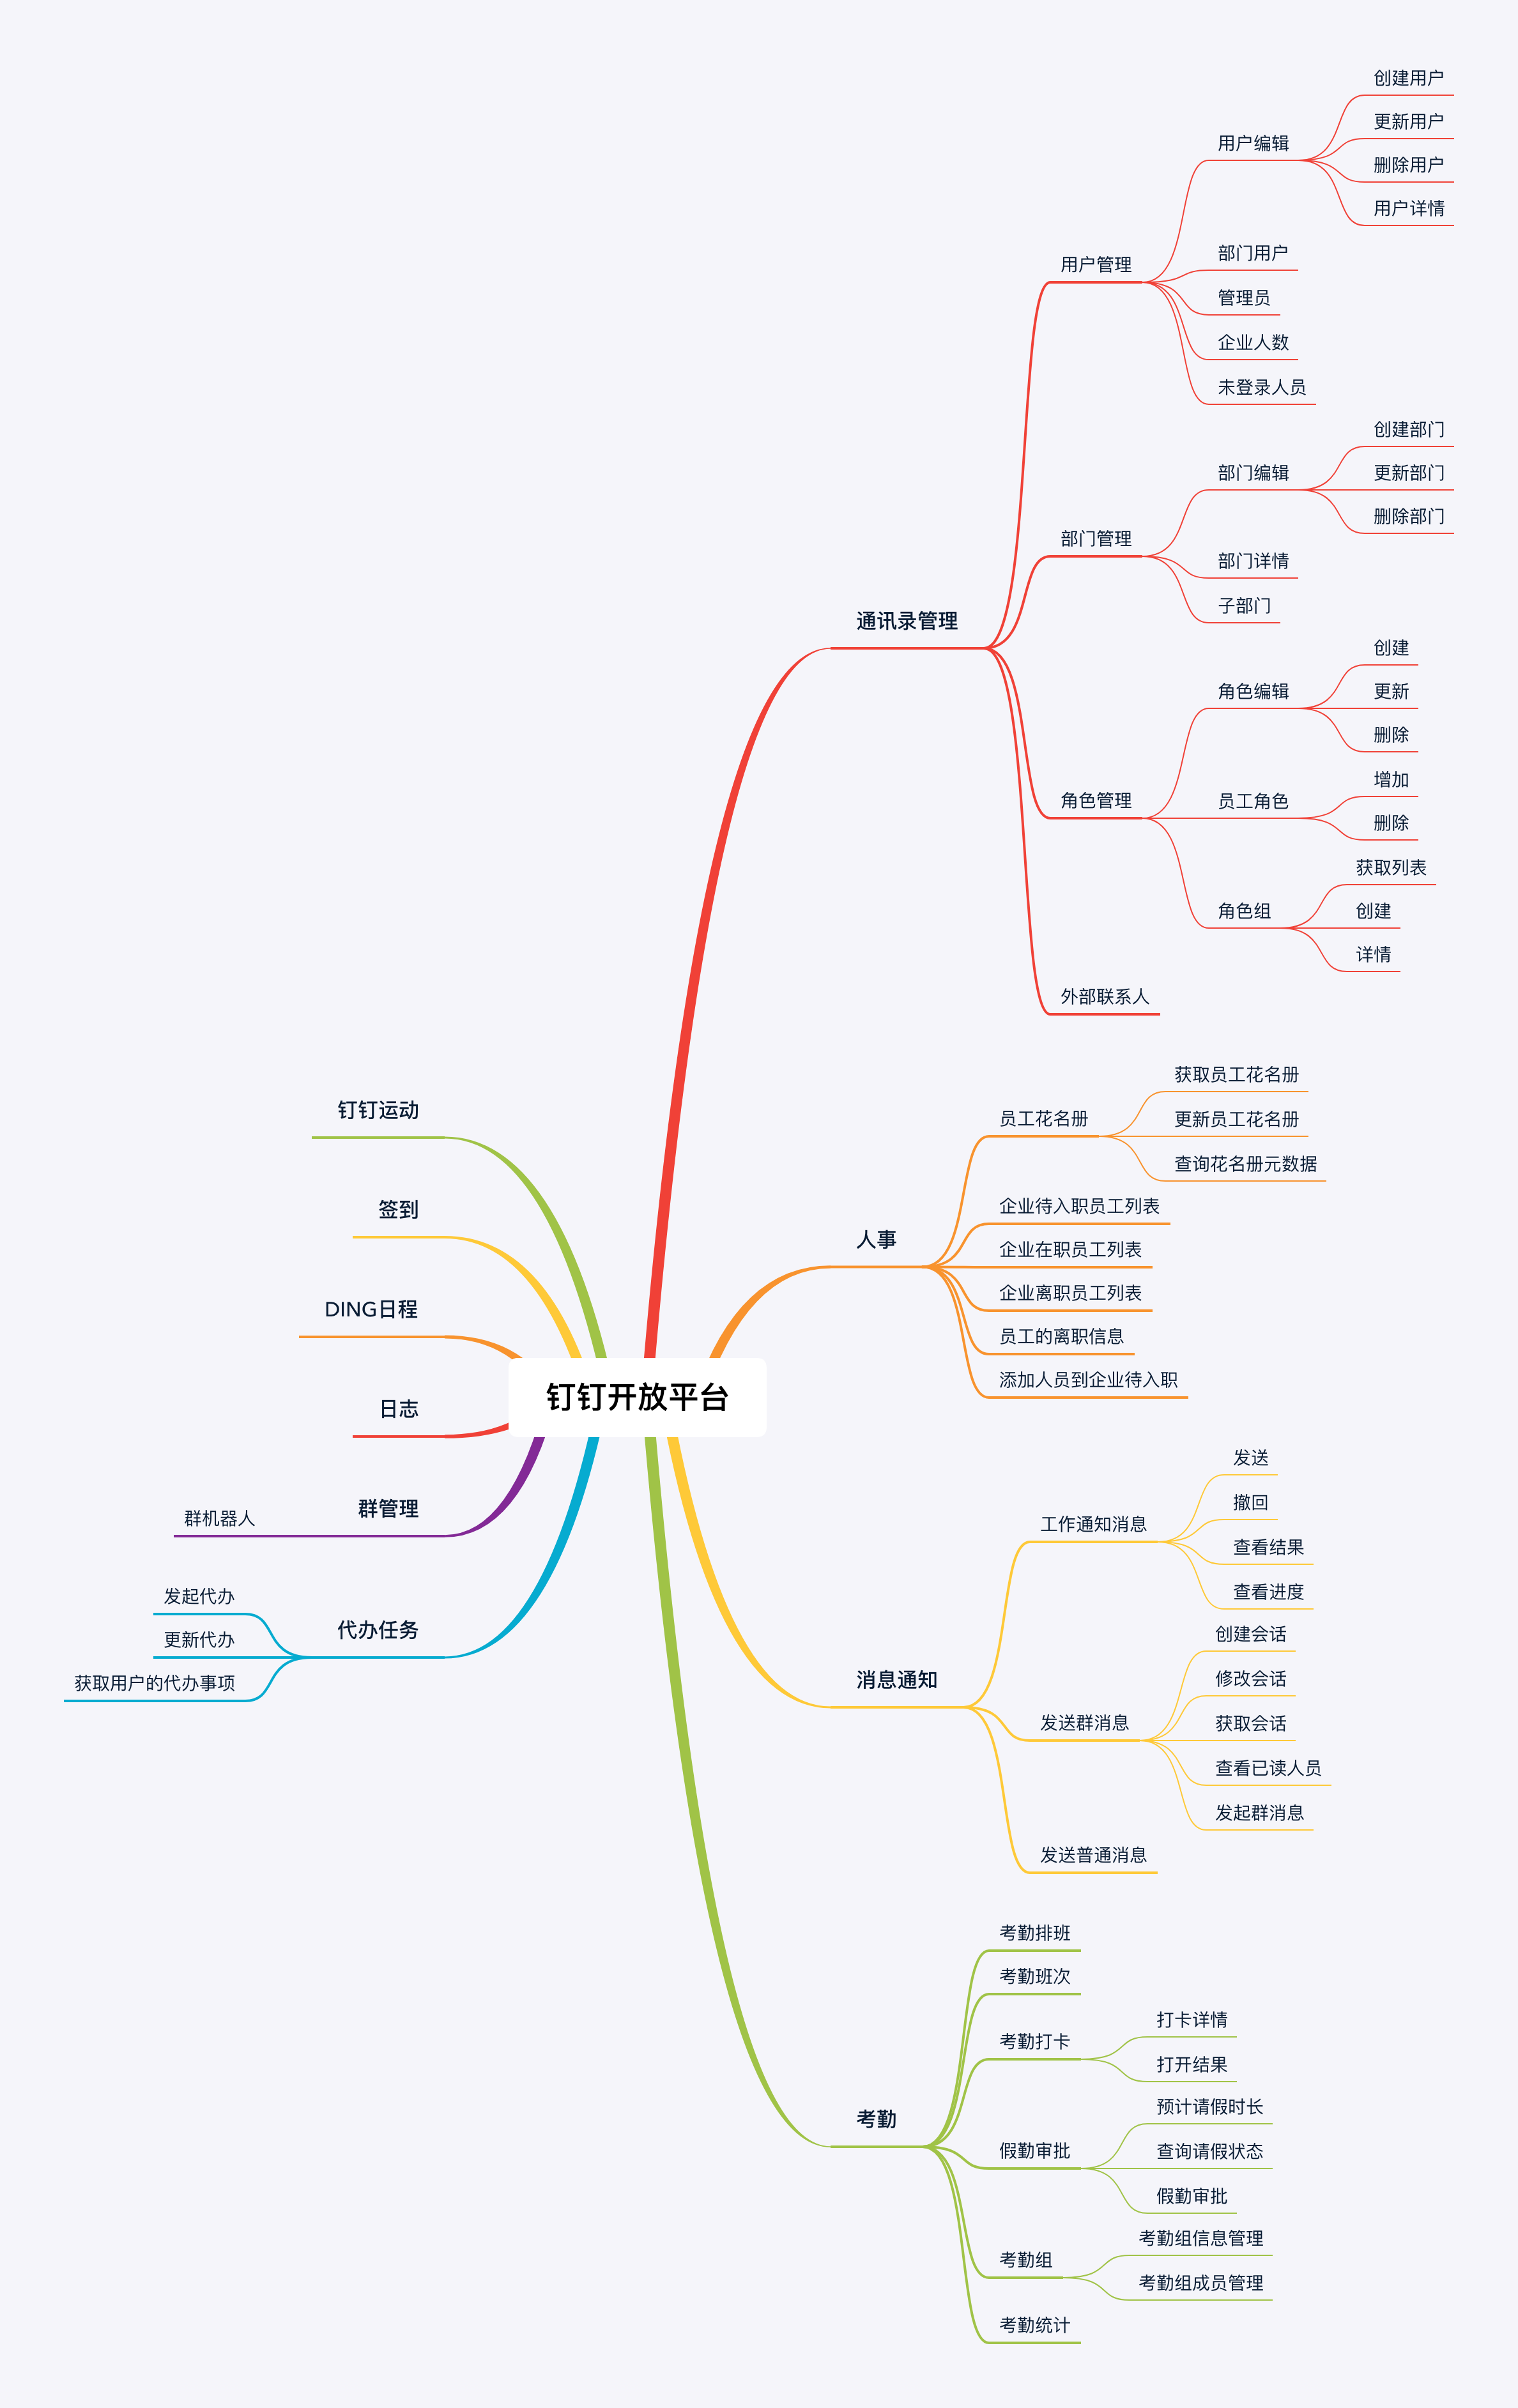 钉钉开放平台
通讯录管理
用户管理
用户编辑
创建用户
更新用户
删除用户
用户详情
部门用户
管理员
企业人数
未登录人员
部门管理
部门编辑
创建部门
更新部门
删除部门
部门详情
子部门
角色管理
角色编辑
创建
更新
删除
员工角色
增加
删除
角色组
获取列表
创建
详情
外部联系人
人事
员工花名册
获取员工花名册
更新员工花名册
查询花名册元数据
企业待入职员工列表
企业在职员工列表
企业离职员工列表
员工的离职信息
添加人员到企业待入职
消息通知
工作通知消息
发送
撤回
查看结果
查看进度
发送群消息
创建会话
修改会话
获取会话
查看已读人员
发起群消息
发送普通消息
考勤
考勤排班
考勤班次
考勤打卡
打卡详情
打开结果
假勤审批
预计请假时长
查询请假状态
假勤审批
考勤组
考勤组信息管理
考勤组成员管理
考勤统计
钉钉运动
签到
DING日程
日志
群管理
群机器人
代办任务
发起代办
更新代办
获取用户的代办事项